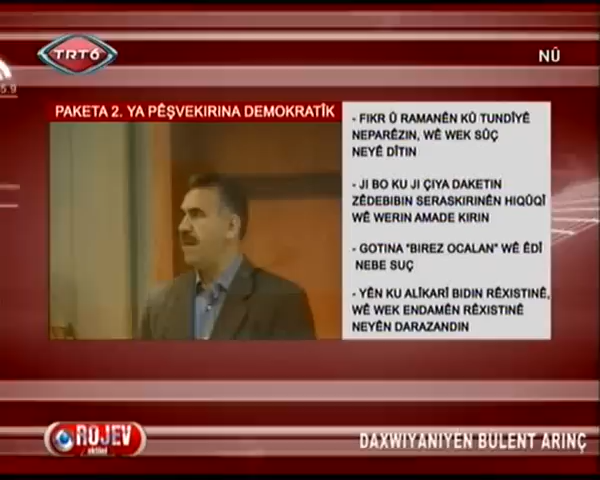 TRT6
NÛ
5.9
PAKETA 2. YA PÊŞVEKIRINA DEMOKRATÎK
- FIKR Û RAMANÊN KÛ TUNDÎYÊ
NEPARÊZIN, WÊ WEK SÛÇ
NEYÊ DÎTIN
- JI BO KU JI ÇIYA DAKETIN
ZÊDEBIBIN SERASKIRINÊN HIQÛQÎ
WÊ WERIN AMADE KIRIN
- GOTINA "BIREZ OCALAN" WÊ ÊDÎ
NEBE SUÇ
- YÊN KU ALÎKARÎ BIDIN RÊXISTINÊ,
WÊ WEK ENDAMÊN RÊXISTINÊ
NEYÊN DARAZANDIN
ROJEV
DAXWIYANIYÊN BULENT ARINÇ